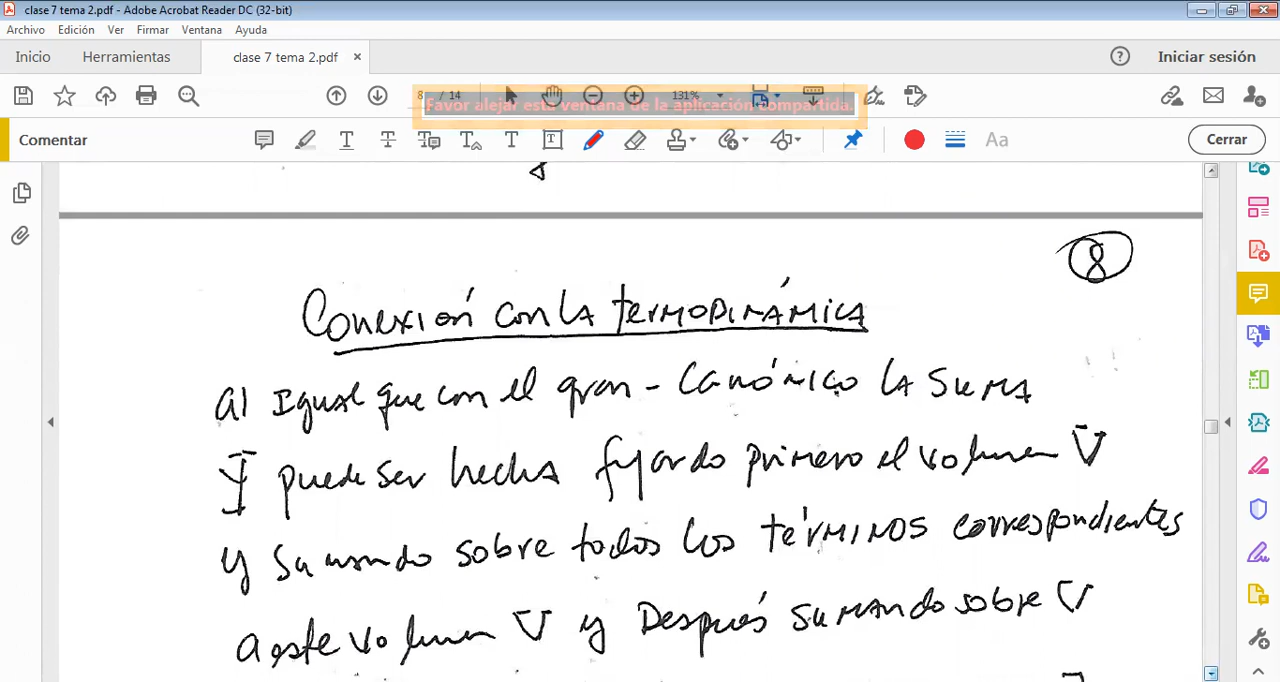 clase 7 tema 2.pdf - Adobe Acrobat Reader DC (32-bit)
Archivo Edición Ver Firmar Ventana Ayuda
Inicio Herramientas clase 7 tema 2.pdf × Iniciar sesión
8 / 14 131%
Favor alejar esta ventana de la aplicación compartida.
Comentar Aa Cerrar
8
Conexión con la termodinámica
al Igual que con el gran - canónico la suma
puede ser hecha fijando primero el volumen V
y sumando sobre todos los términos correspondientes
a este volumen V y Después sumando sobre V